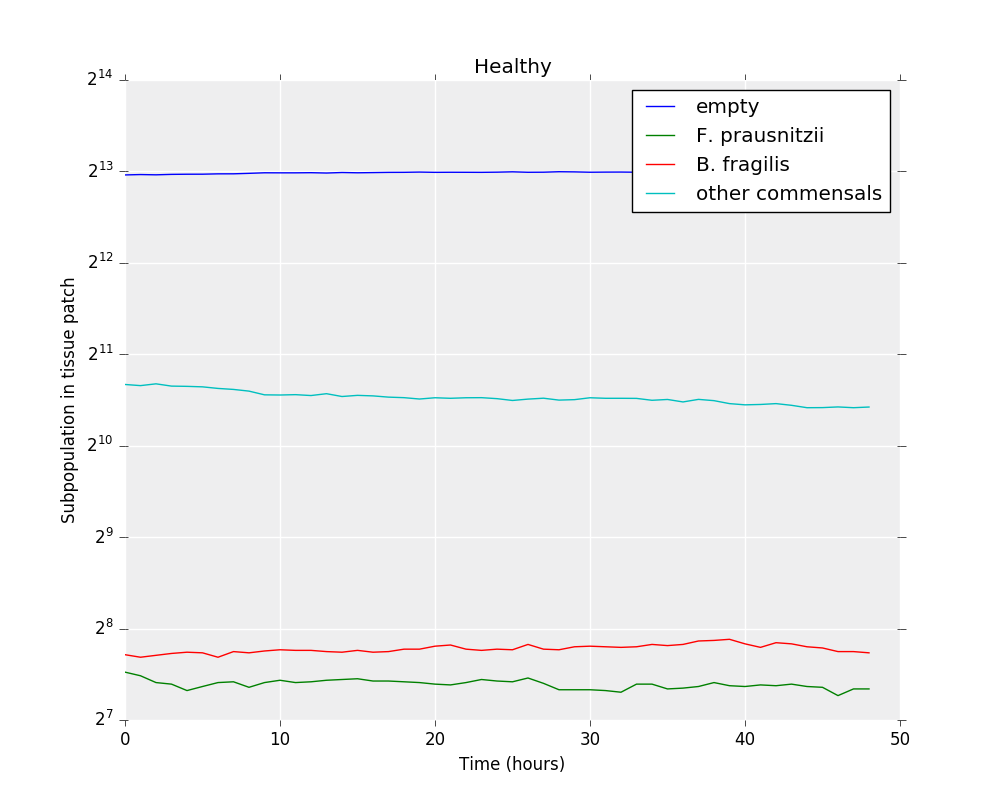 Healthy
2^14
2^13
2^12
2^11
2^10
2^9
2^8
2^7
Subpopulation in tissue patch
empty
F. prausnitzii
B. fragilis
other commensals
0 10 20 30 40 50
Time (hours)